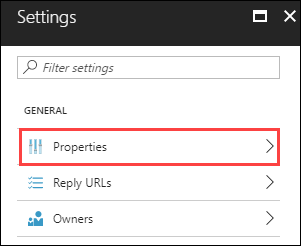 Settings
Filter settings
GENERAL
Properties
Reply URLs
Owners